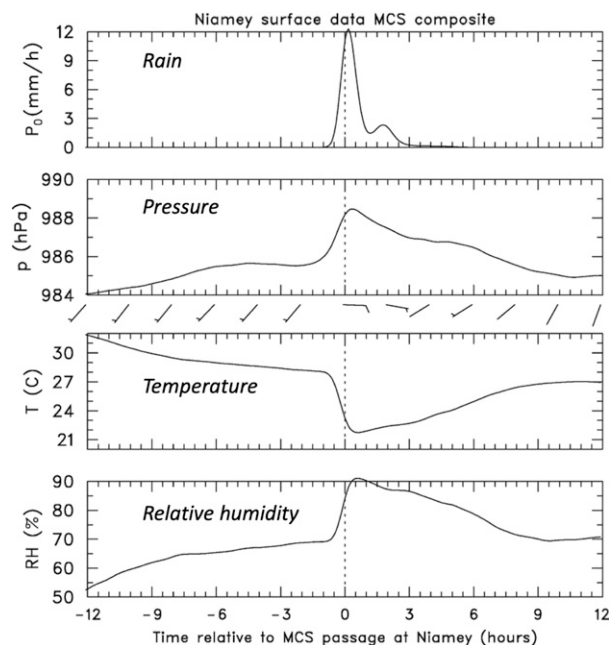 Niamey surface data MCS composite
12
9
6
3
0
P₀(mm/h)
Rain
990
988
986
984
p (hPa)
Pressure
30
27
24
21
T (C)
Temperature
90
80
70
60
50
RH (%)
Relative humidity
-12 -9 -6 -3 0 3 6 9 12
Time relative to MCS passage at Niamey (hours)